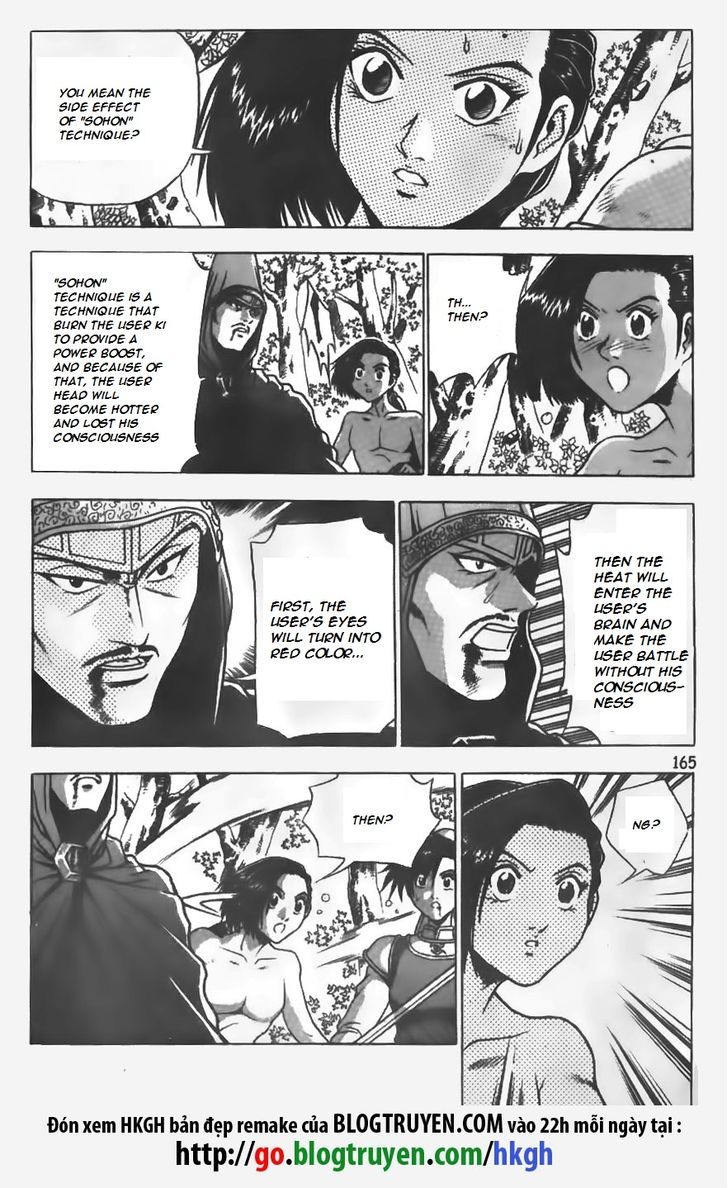 YOU MEAN THE
SIDE EFFECT
OF "SOHON"
TECHNIQUE?
"SOHON"
TECHNIQUE IS A
TECHNIQUE THAT
BURN THE USER KI
TO PROVIDE A
POWER BOOST,
AND BECAUSE OF
THAT, THE USER
HEAD WILL
BECOME HOTTER
AND LOST HIS
CONSCIOUSNESS
TH...
THEN?
FIRST, THE
USER'S EYES
WILL TURN INTO
RED COLOR...
THEN THE
HEAT WILL
ENTER THE
USER'S
BRAIN AND
MAKE THE
USER BATTLE
WITHOUT HIS
CONSCIOUS-
NESS
165
THEN?
NG?
Đón xem HKGH bản đẹp remake của BLOGTRUYEN.COM vào 22h mỗi ngày tại :
http://go.blogtruyen.com/hkgh